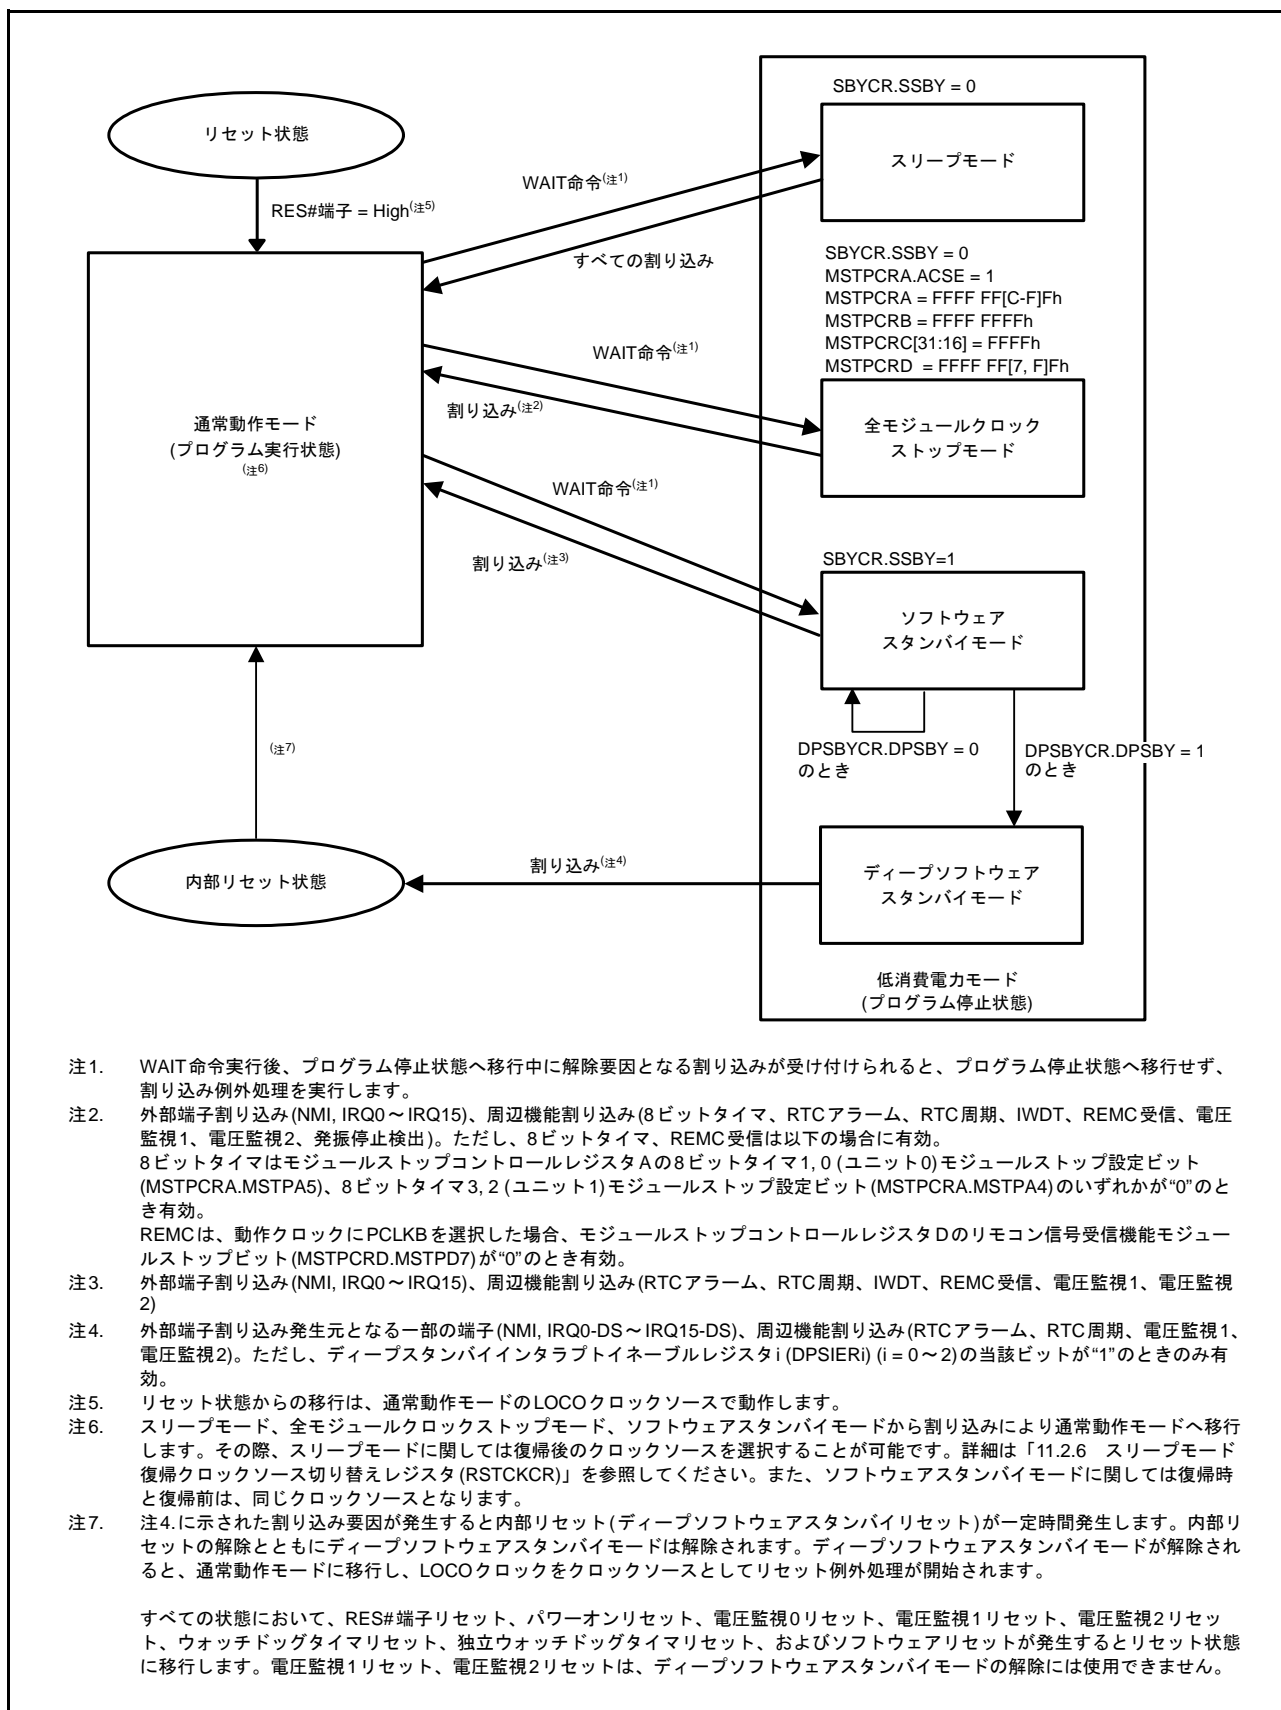 SBYCR.SSBY = 0
リセット状態
スリープモード
WAIT命令(注1)
RES#端子 = High(注5)
すべての割り込み
SBYCR.SSBY = 0
MSTPCRA.ACSE = 1
MSTPCRA = FFFF FF[C-F]Fh
MSTPCRB = FFFF FFFFh
MSTPCRC[31:16] = FFFFh
MSTPCRD = FFFF FF[7, F]Fh
WAIT命令(注1)
割り込み(注2)
通常動作モード
(プログラム実行状態)
(注6)
全モジュールクロック
ストップモード
WAIT命令(注1)
割り込み(注3)
SBYCR.SSBY=1
ソフトウェア
スタンバイモード
(注7)
DPSBYCR.DPSBY = 0
のとき
DPSBYCR.DPSBY = 1
のとき
割り込み(注4)
内部リセット状態
ディープソフトウェア
スタンバイモード
低消費電力モード
(プログラム停止状態)
注1. WAIT命令実行後、プログラム停止状態へ移行中に解除要因となる割り込みが受け付けられると、プログラム停止状態へ移行せず、
割り込み例外処理を実行します。
注2. 外部端子割り込み(NMI, IRQ0～IRQ15)、周辺機能割り込み(8ビットタイマ、RTCアラーム、RTC周期、IWDT、REMC受信、電圧
監視1、電圧監視2、発振停止検出)。ただし、8ビットタイマ、REMC受信は以下の場合に有効。
8ビットタイマはモジュールストップコントロールレジスタAの8ビットタイマ1, 0 (ユニット0)モジュールストップ設定ビット
(MSTPCRA.MSTPA5)、8ビットタイマ3, 2 (ユニット1)モジュールストップ設定ビット(MSTPCRA.MSTPA4)のいずれかが“0”のと
き有効。
REMCは、動作クロックにPCLKBを選択した場合、モジュールストップコントロールレジスタDのリモコン信号受信機能モジュー
ルストップビット(MSTPCRD.MSTPD7)が“0”のとき有効。
注3. 外部端子割り込み(NMI, IRQ0～IRQ15)、周辺機能割り込み(RTCアラーム、RTC周期、IWDT、REMC受信、電圧監視1、電圧監視
2)
注4. 外部端子割り込み発生元となる一部の端子(NMI, IRQ0-DS～IRQ15-DS)、周辺機能割り込み(RTCアラーム、RTC周期、電圧監視1、
電圧監視2)。ただし、ディープスタンバイインタラプトイネーブルレジスタi (DPSIERi) (i = 0～2)の当該ビットが“1”のときのみ有
効。
注5. リセット状態からの移行は、通常動作モードのLOCOクロックソースで動作します。
注6. スリープモード、全モジュールクロックストップモード、ソフトウェアスタンバイモードから割り込みにより通常動作モードへ移行
します。その際、スリープモードに関しては復帰後のクロックソースを選択することが可能です。詳細は「11.2.6 スリープモード
復帰クロックソース切り替えレジスタ(RSTCKCR)」を参照してください。また、ソフトウェアスタンバイモードに関しては復帰時
と復帰前は、同じクロックソースとなります。
注7. 注4.に示された割り込み要因が発生すると内部リセット(ディープソフトウェアスタンバイリセット)が一定時間発生します。内部リ
セットの解除とともにディープソフトウェアスタンバイモードは解除されます。ディープソフトウェアスタンバイモードが解除され
ると、通常動作モードに移行し、LOCOクロックをクロックソースとしてリセット例外処理が開始されます。
すべての状態において、RES#端子リセット、パワーオンリセット、電圧監視0リセット、電圧監視1リセット、電圧監視2リセッ
ト、ウォッチドッグタイマリセット、独立ウォッチドッグタイマリセット、およびソフトウェアリセットが発生するとリセット状態
に移行します。電圧監視1リセット、電圧監視2リセットは、ディープソフトウェアスタンバイモードの解除には使用できません。